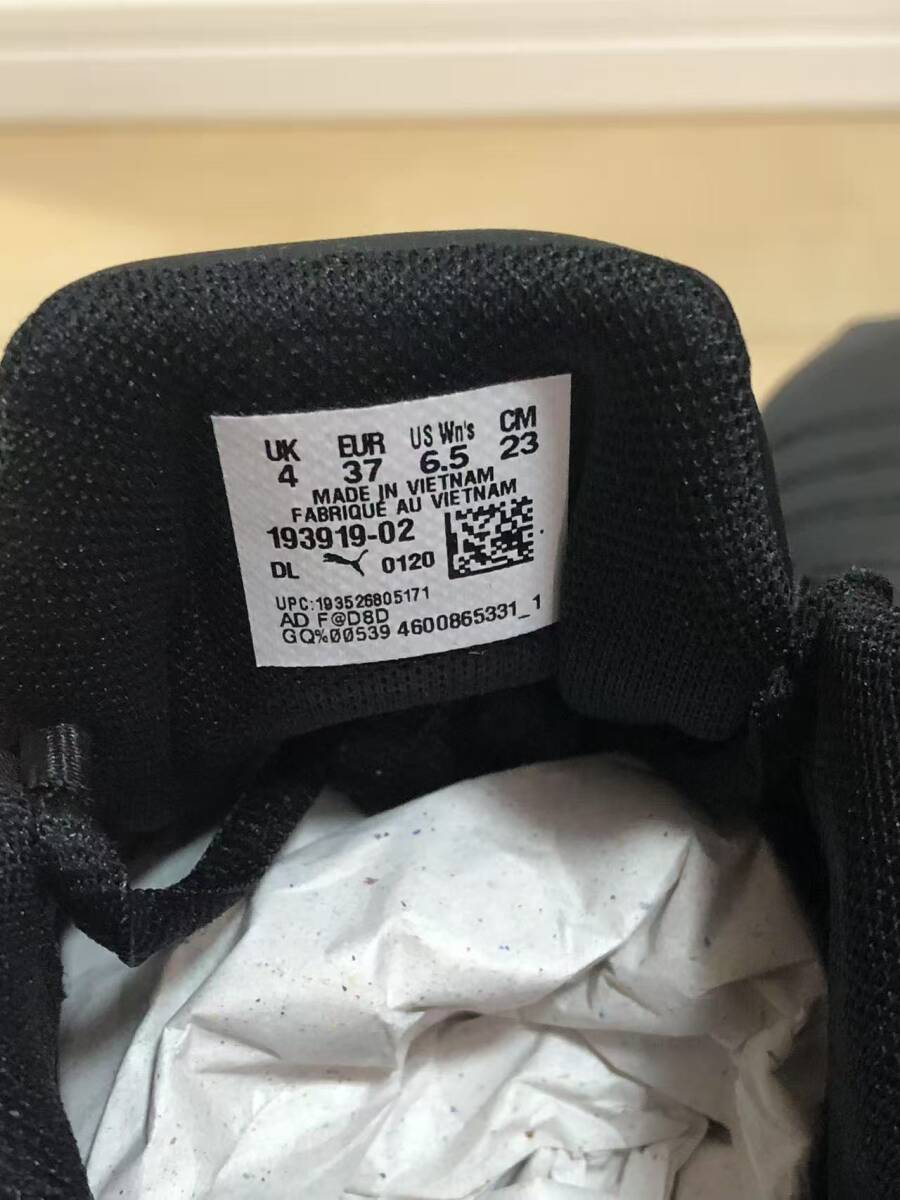 UK EUR US Wn's CM
4 37 6.5 23
MADE IN VIETNAM
FABRIQUÉ AU VIETNAM
193919-02
DL 0120
UPC:193526805171
AD F@D8D
GQ%00539 4600865331_1